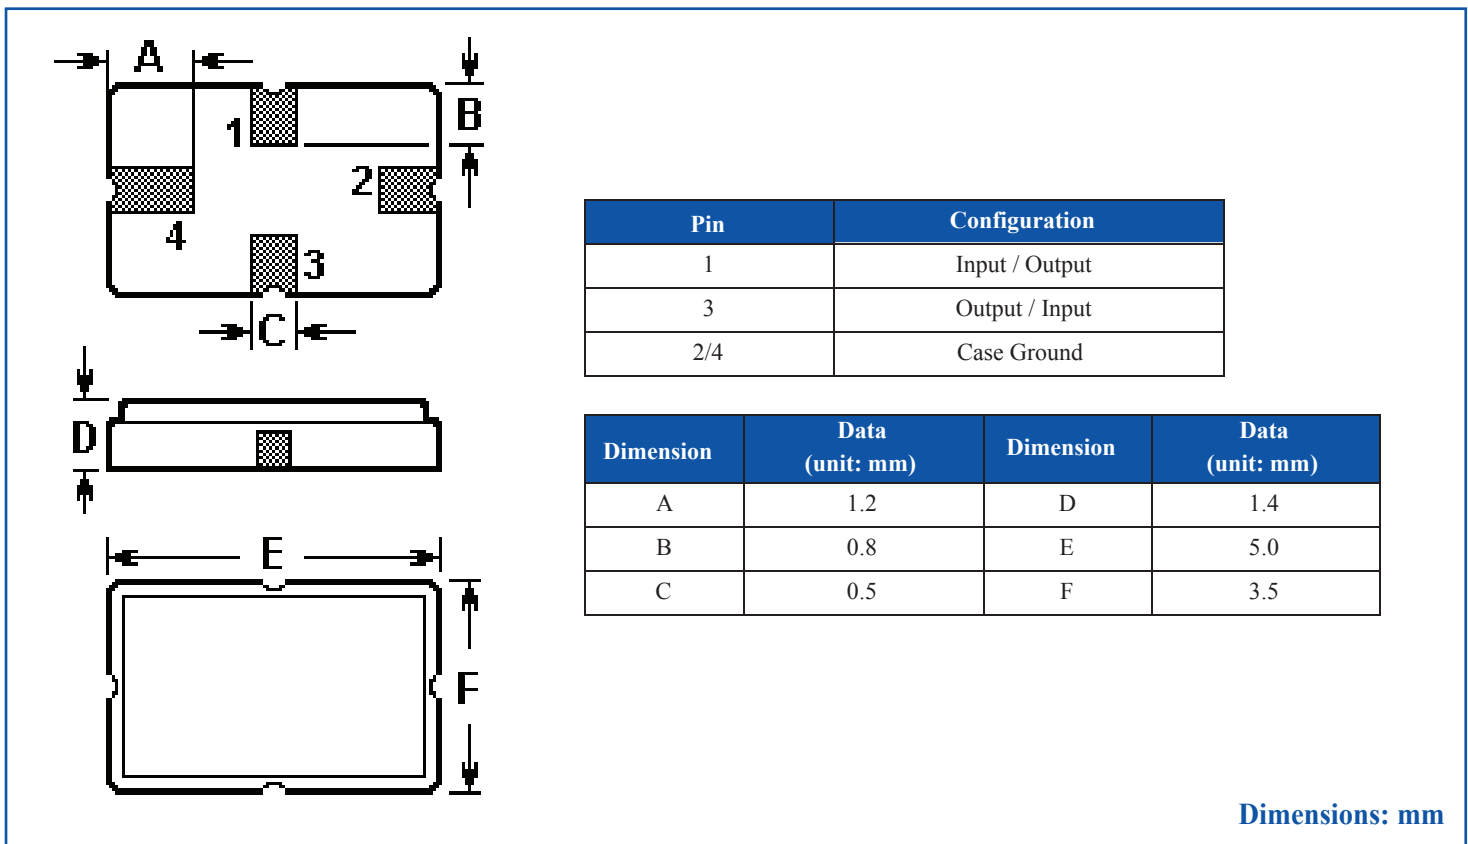 A
B
1
2
4
3
C
D
E
F
Pin Configuration
1 Input / Output
3 Output / Input
2/4 Case Ground
Dimension Data (unit: mm) Dimension Data (unit: mm)
A 1.2 D 1.4
B 0.8 E 5.0
C 0.5 F 3.5
Dimensions: mm